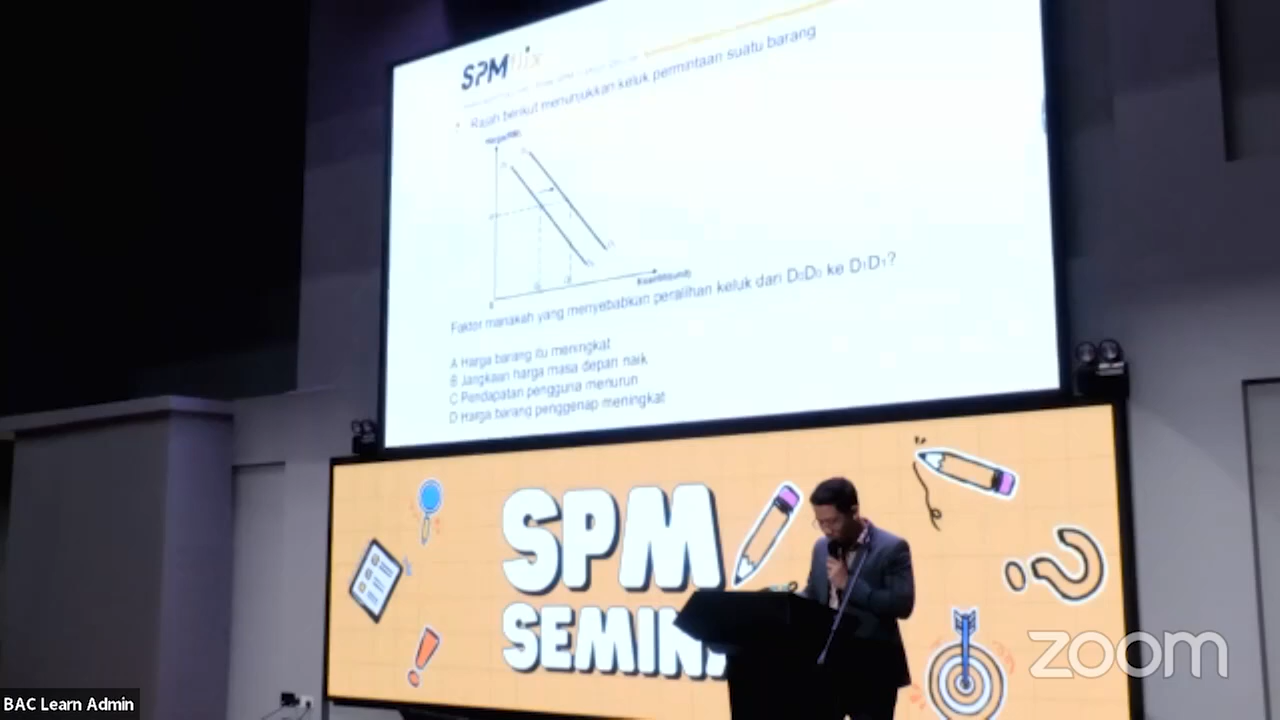 SPMflix
Rajah berikut menunjukkan keluk permintaan suatu barang
Faktor manakah yang menyebabkan peralihan keluk dari D₀D₀ ke D₁D₁?
A Harga barang itu meningkat
B Jangkaan harga masa depan naik
C Pendapatan pengguna menurun
D Harga barang penggenap meningkat
SPM
SEMIN
zoom
BAC Learn Admin